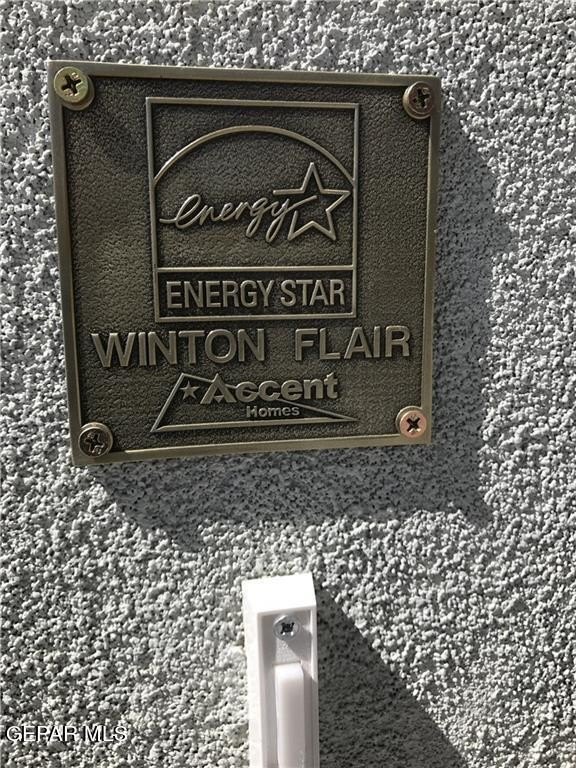 energy
ENERGY STAR
WINTON FLAIR
Accent
Homes
GEPAR MLS